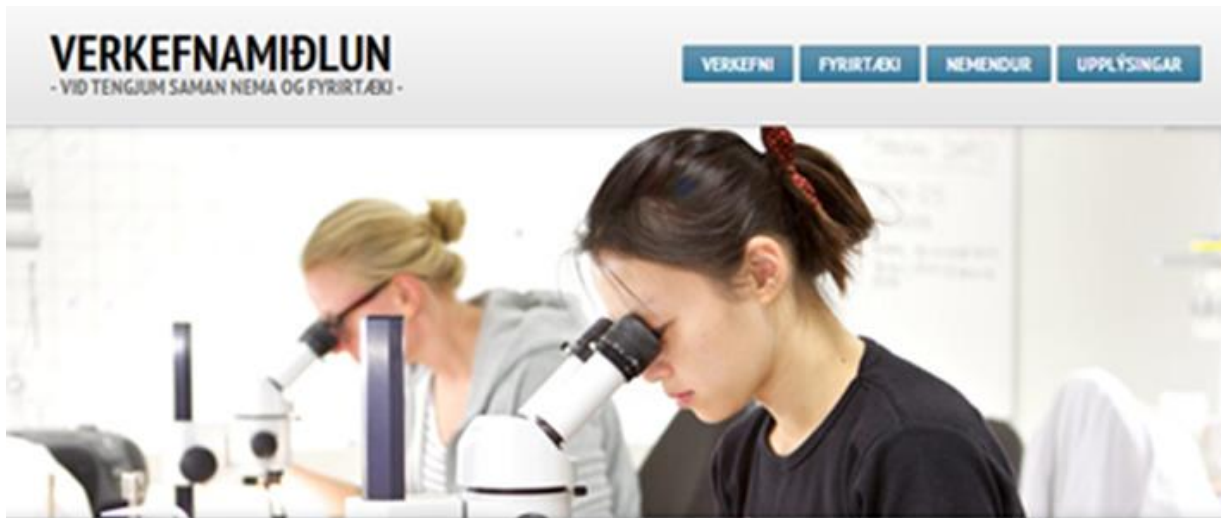 VERKEFNAMIÐLUN
- VIÐ TENGJUM SAMAN NEMA OG FYRIRTÆKI -
VERKEFNI
FYRIRTÆKI
NEMENDUR
UPPLÝSINGAR